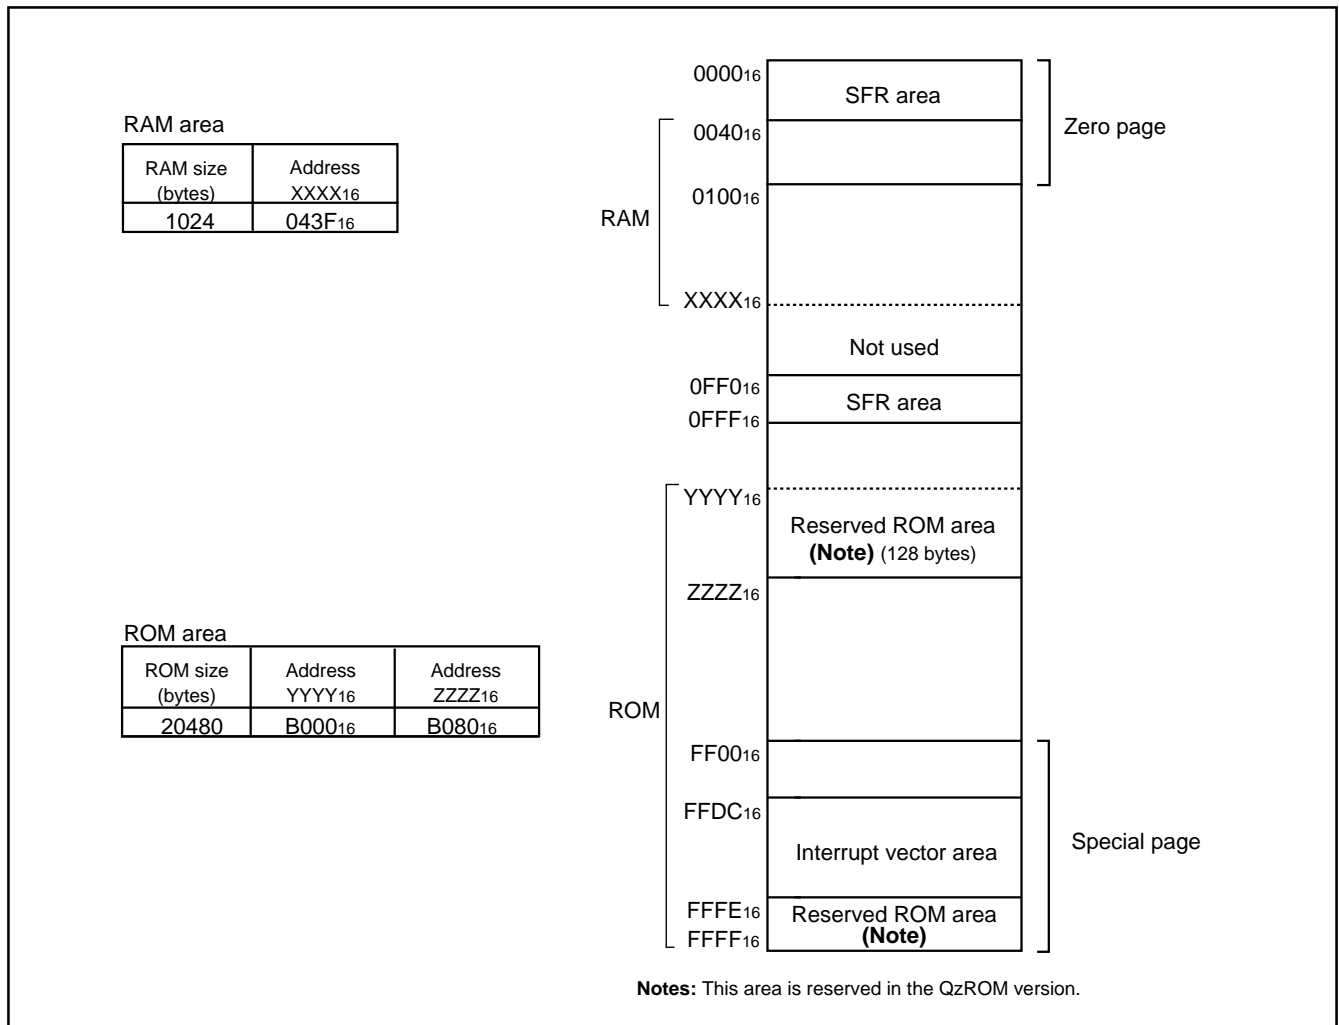 RAM area
RAM size
(bytes)
Address
XXXX16
1024
043F16
ROM area
ROM size
(bytes)
Address
YYYY16
Address
ZZZZ16
20480
B00016
B08016
000016
SFR area
Zero page
004016
010016
RAM
XXXX16
Not used
0FF016
SFR area
0FFF16
YYYY16
Reserved ROM area
(Note) (128 bytes)
ZZZZ16
ROM
FF0016
FFDC16
Interrupt vector area
Special page
FFFE16
Reserved ROM area
(Note)
FFFF16
Notes: This area is reserved in the QzROM version.